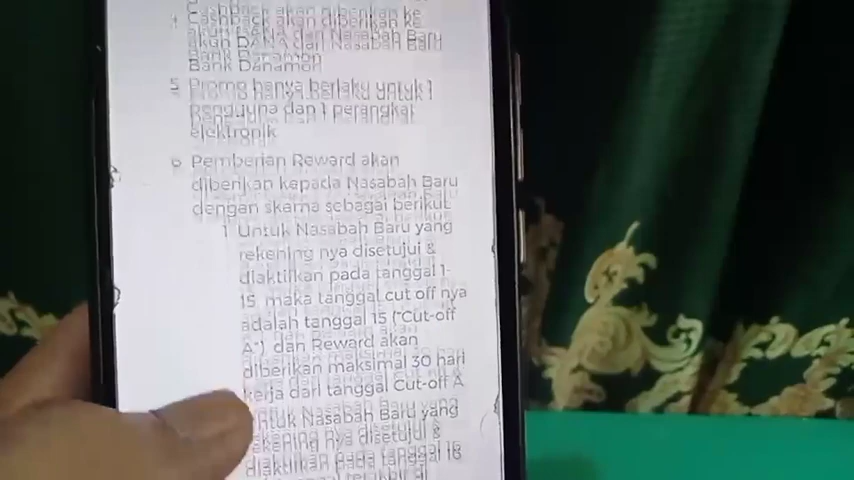 Cashback akan diberikan ke
akun DANA dari Nasabah Baru
Bank Danamon
5 Promo hanya berlaku untuk 1
pengguna dan 1 perangkat
elektronik
6 Pemberian Reward akan
diberikan kepada Nasabah Baru
dengan skema sebagai berikut
1 Untuk Nasabah Baru yang
rekening nya disetujui &
diaktifkan pada tanggal 1-
15 maka tanggal cut off nya
adalah tanggal 15 ("Cut-off
A") dan Reward akan
diberikan maksimal 30 hari
kerja dari tanggal Cut-off A
Untuk Nasabah Baru yang
rekening nya disetujui &
diaktifkan pada tanggal 16